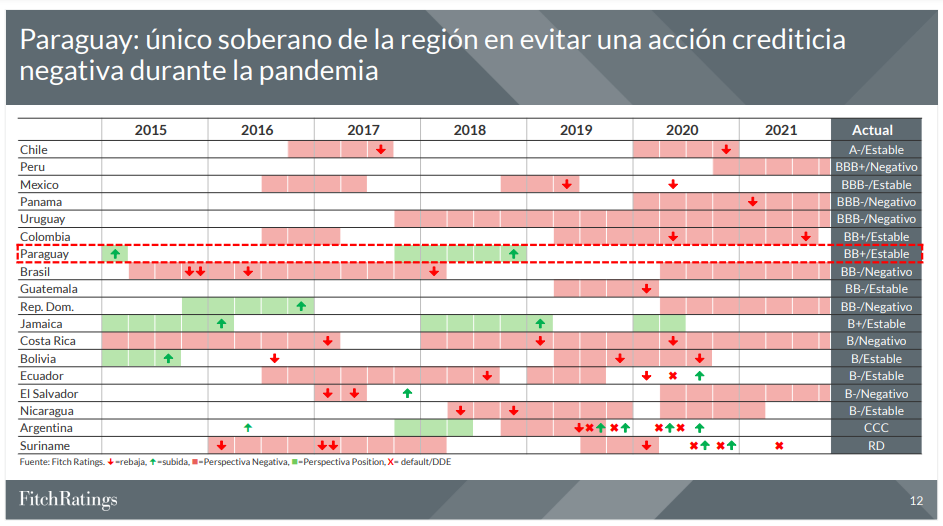 Paraguay: único soberano de la región en evitar una acción crediticia
negativa durante la pandemia
2015 2016 2017 2018 2019 2020 2021 Actual
Chile A-/Estable
Peru BBB+/Negativo
Mexico BBB-/Estable
Panama BBB-/Negativo
Uruguay BBB-/Negativo
Colombia BB+/Estable
Paraguay BB+/Estable
Brasil BB-/Negativo
Guatemala BB-/Estable
Rep. Dom. BB-/Negativo
Jamaica B+/Estable
Costa Rica B/Negativo
Bolivia B/Estable
Ecuador B-/Estable
El Salvador B-/Negativo
Nicaragua B-/Estable
Argentina CCC
Suriname RD
Fuente: Fitch Ratings. ↓=rebaja, ↑=subida, ■=Perspectiva Negativa, ■=Perspectiva Position, X= default/DDE
FitchRatings 12